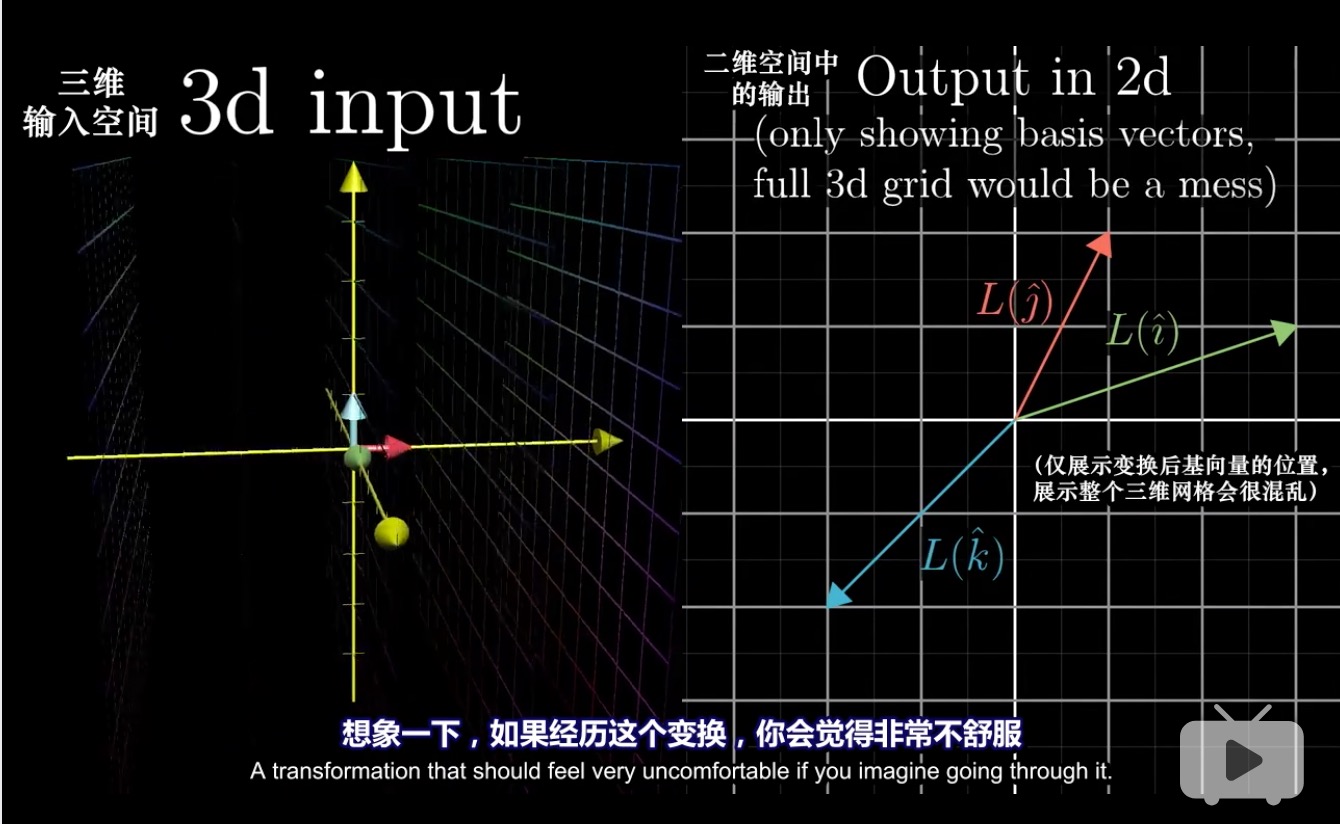 三维
输入空间
3d input
二维空间中
的输出
Output in 2d
(only showing basis vectors,
full 3d grid would be a mess)
L(ĵ)
L(î)
(仅展示变换后基向量的位置，
展示整个三维网格会很混乱)
L(k̂)
想象一下，如果经历这个变换，你会觉得非常不舒服
A transformation that should feel very uncomfortable if you imagine going through it.